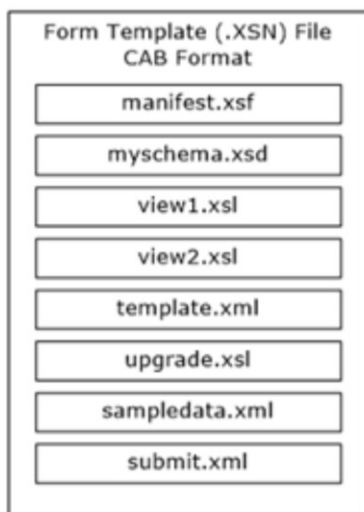 Form Template (.XSN) File
CAB Format
manifest.xsf
myschema.xsd
view1.xsl
view2.xsl
template.xml
upgrade.xsl
sampledata.xml
submit.xml